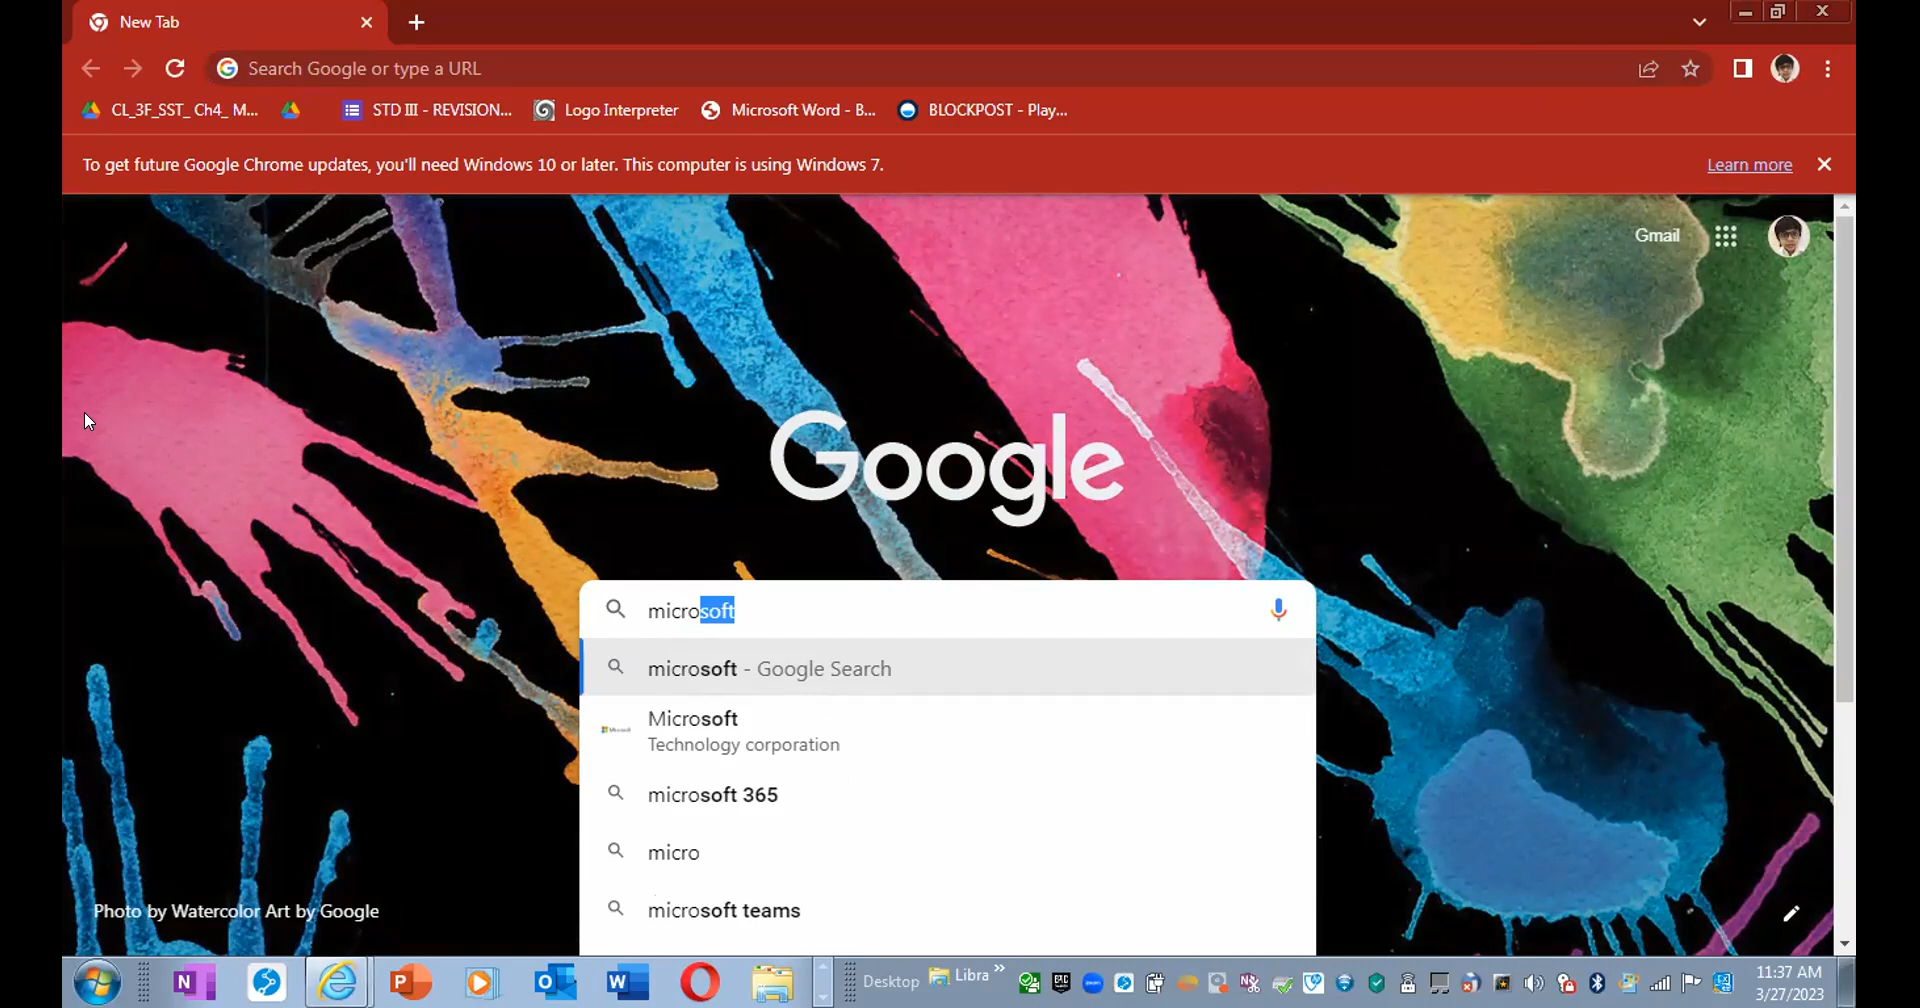 New Tab
Search Google or type a URL
CL_3F_SST_ Ch4_ M... STD III - REVISION... Logo Interpreter Microsoft Word - B... BLOCKPOST - Play...
To get future Google Chrome updates, you'll need Windows 10 or later. This computer is using Windows 7. Learn more
Gmail
Google
microsoft
microsoft - Google Search
Microsoft
Technology corporation
microsoft 365
micro
microsoft teams
Photo by Watercolor Art by Google
Desktop Libra »
11:37 AM
3/27/2023